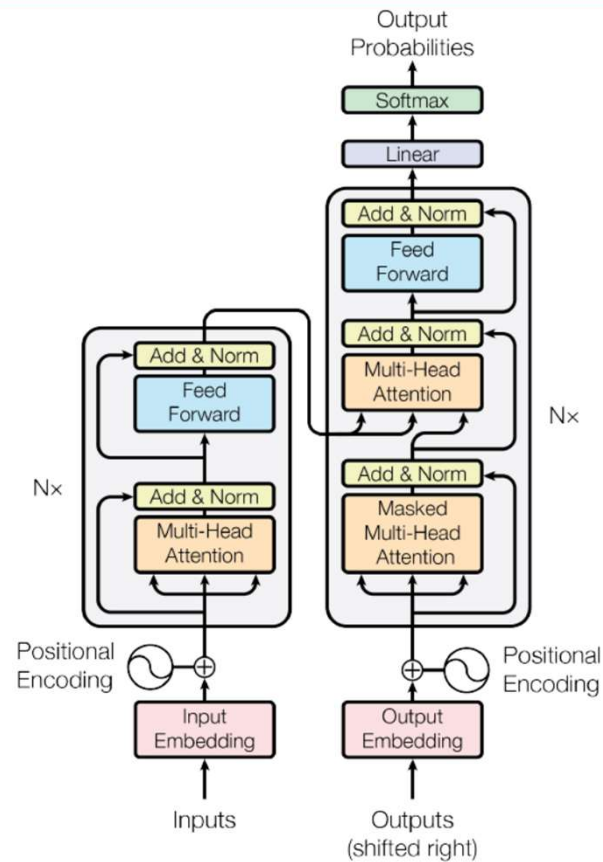 Output
Probabilities
Softmax
Linear
Add & Norm
Feed
Forward
Add & Norm
Multi-Head
Attention
Add & Norm
Masked
Multi-Head
Attention
Nx
Add & Norm
Feed
Forward
Add & Norm
Multi-Head
Attention
Nx
Positional
Encoding
Positional
Encoding
Input
Embedding
Output
Embedding
Inputs
Outputs
(shifted right)